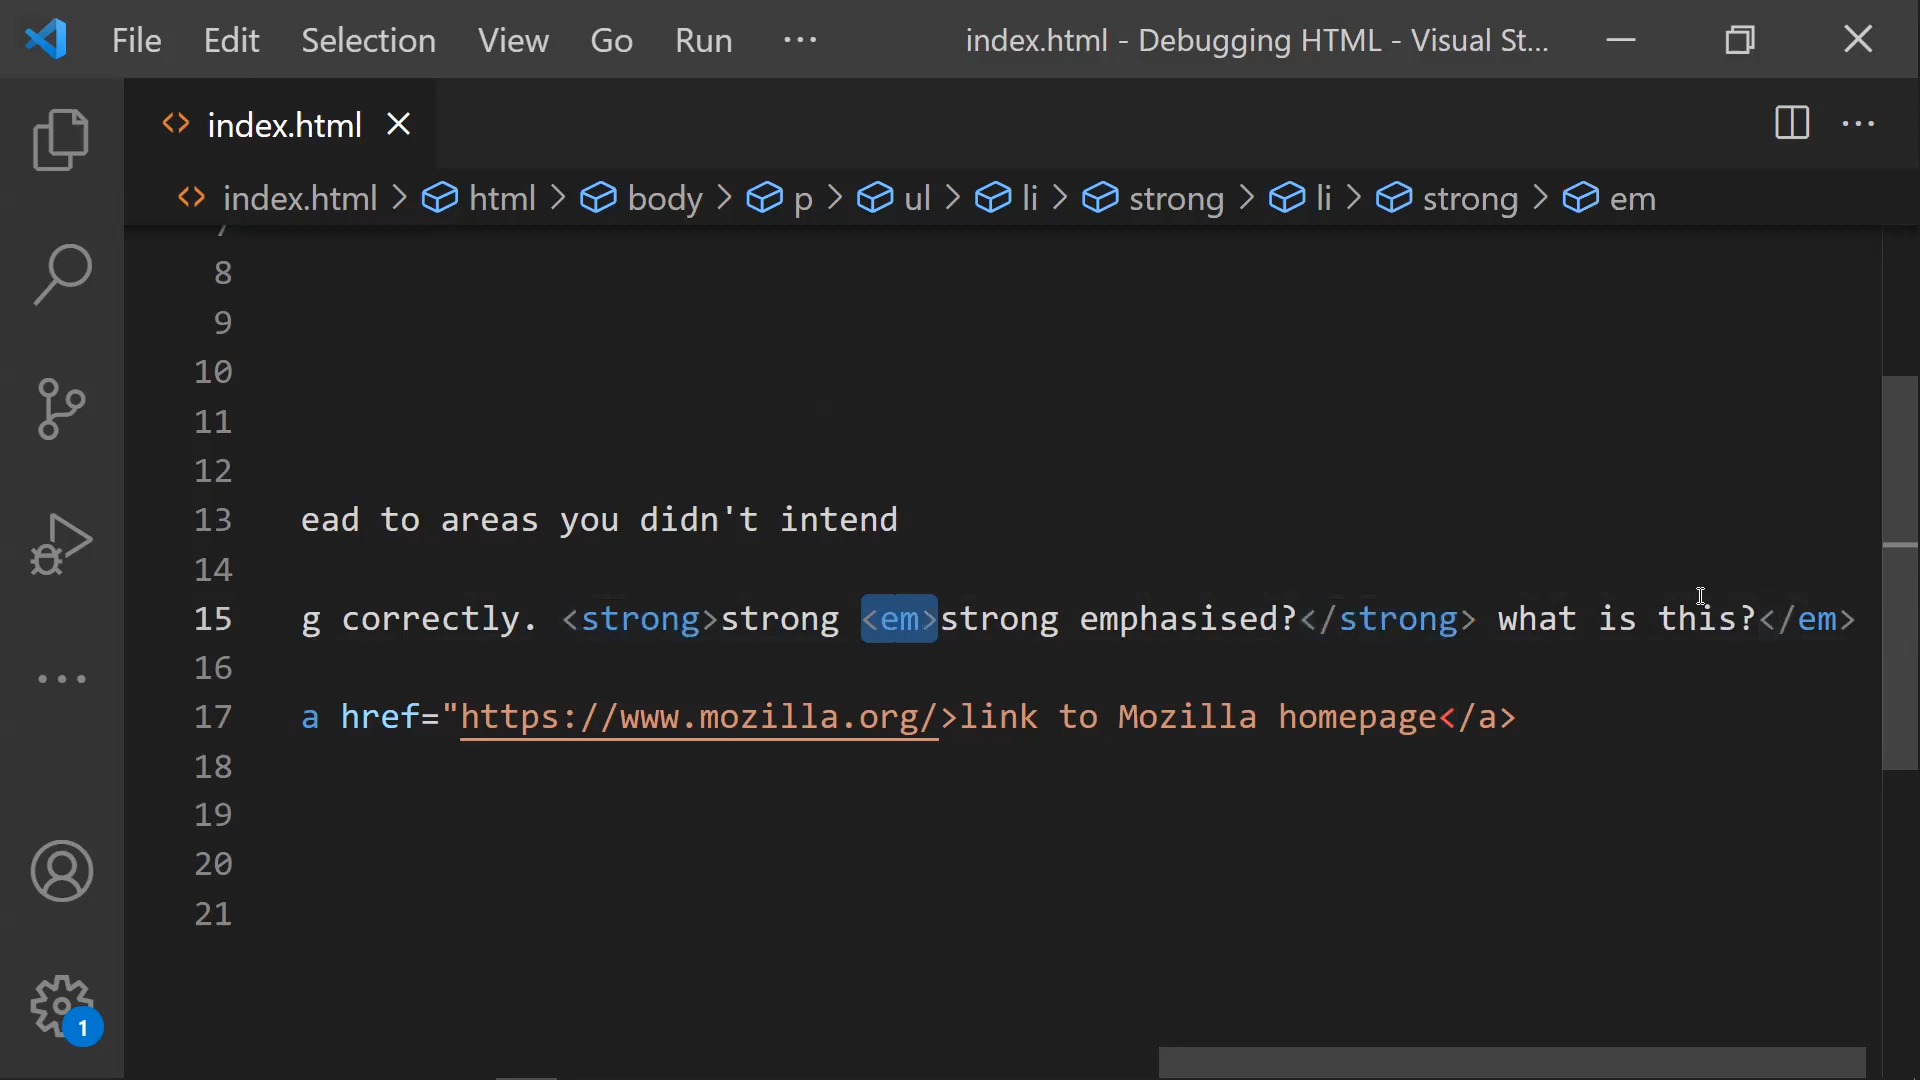 File Edit Selection View Go Run ··· index.html - Debugging HTML - Visual St...
index.html
index.html > html > body > p > ul > li > strong > li > strong > em
8
9
10
11
12
13 ead to areas you didn't intend
14
15 g correctly. <strong>strong <em>strong emphasised?</strong> what is this?</em>
16
17 a href="https://www.mozilla.org/>link to Mozilla homepage</a>
18
19
20
21
1